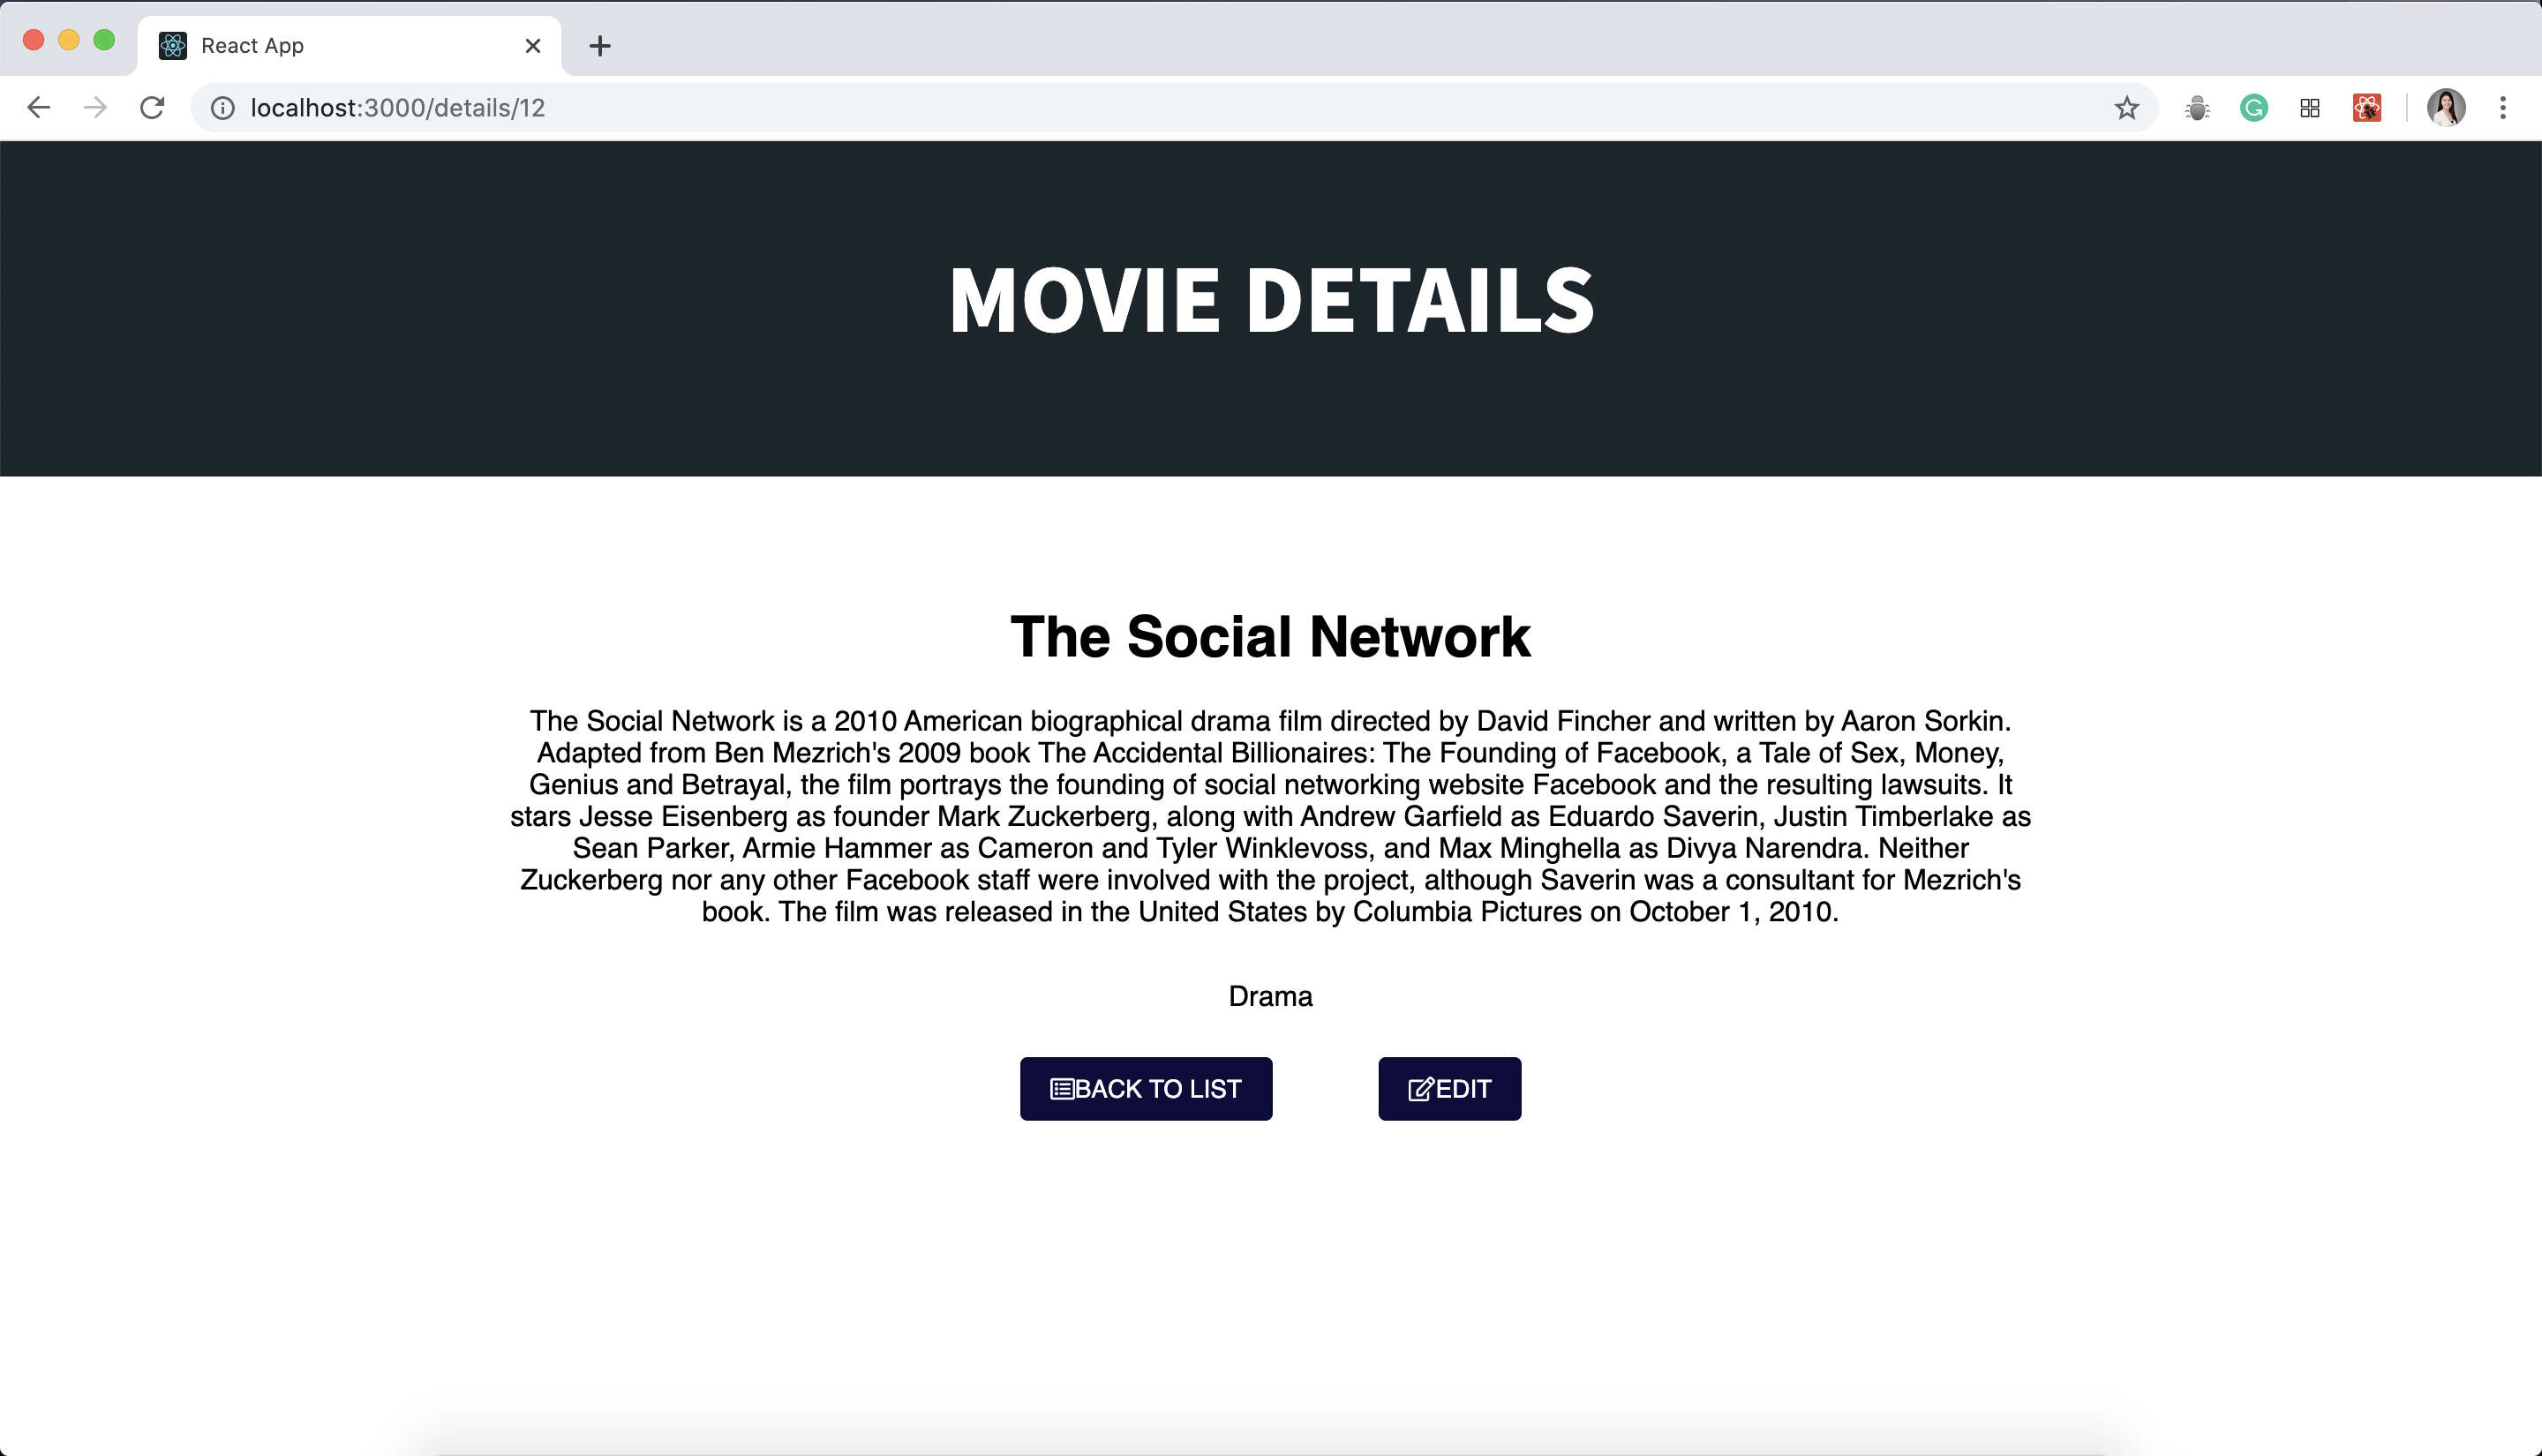 React App
localhost:3000/details/12
MOVIE DETAILS
The Social Network
The Social Network is a 2010 American biographical drama film directed by David Fincher and written by Aaron Sorkin.
Adapted from Ben Mezrich's 2009 book The Accidental Billionaires: The Founding of Facebook, a Tale of Sex, Money,
Genius and Betrayal, the film portrays the founding of social networking website Facebook and the resulting lawsuits. It
stars Jesse Eisenberg as founder Mark Zuckerberg, along with Andrew Garfield as Eduardo Saverin, Justin Timberlake as
Sean Parker, Armie Hammer as Cameron and Tyler Winklevoss, and Max Minghella as Divya Narendra. Neither
Zuckerberg nor any other Facebook staff were involved with the project, although Saverin was a consultant for Mezrich's
book. The film was released in the United States by Columbia Pictures on October 1, 2010.
Drama
BACK TO LIST
EDIT